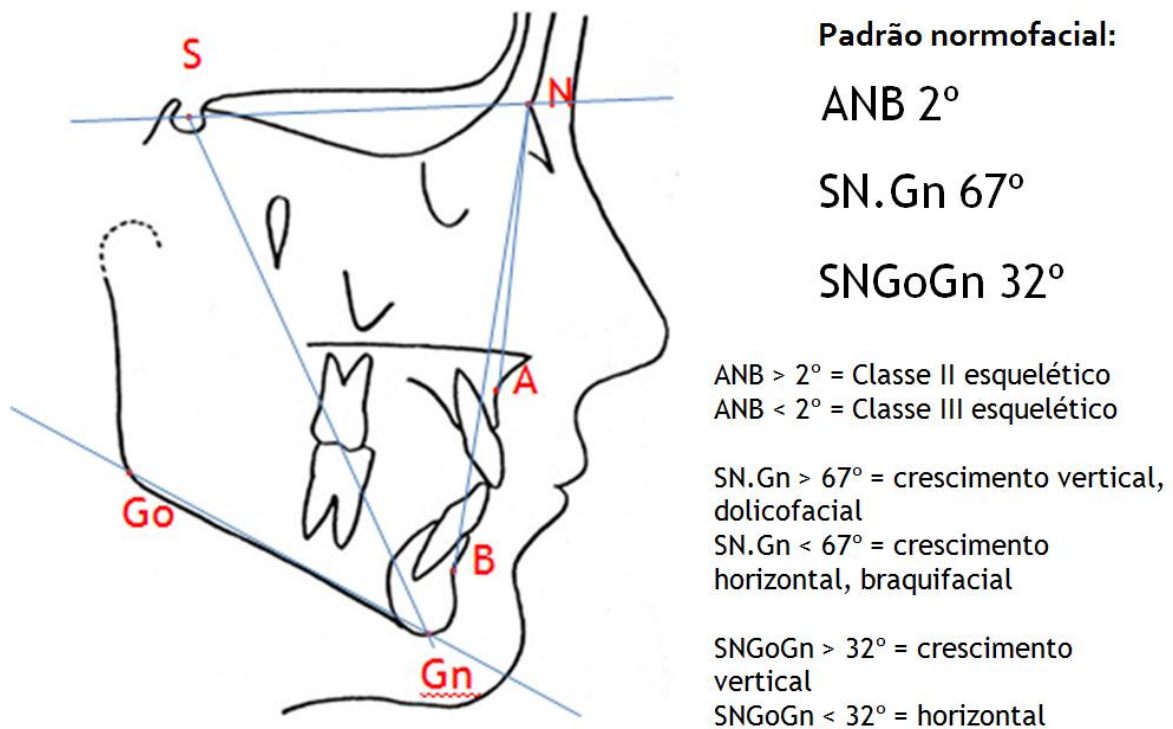 S
N
A
Go
B
Gn
Padrão normofacial:
ANB 2º
SN.Gn 67º
SNGoGn 32º
ANB > 2º = Classe II esquelético
ANB < 2º = Classe III esquelético
SN.Gn > 67º = crescimento vertical,
dolicofacial
SN.Gn < 67º = crescimento
horizontal, braquifacial
SNGoGn > 32º = crescimento
vertical
SNGoGn < 32º = horizontal